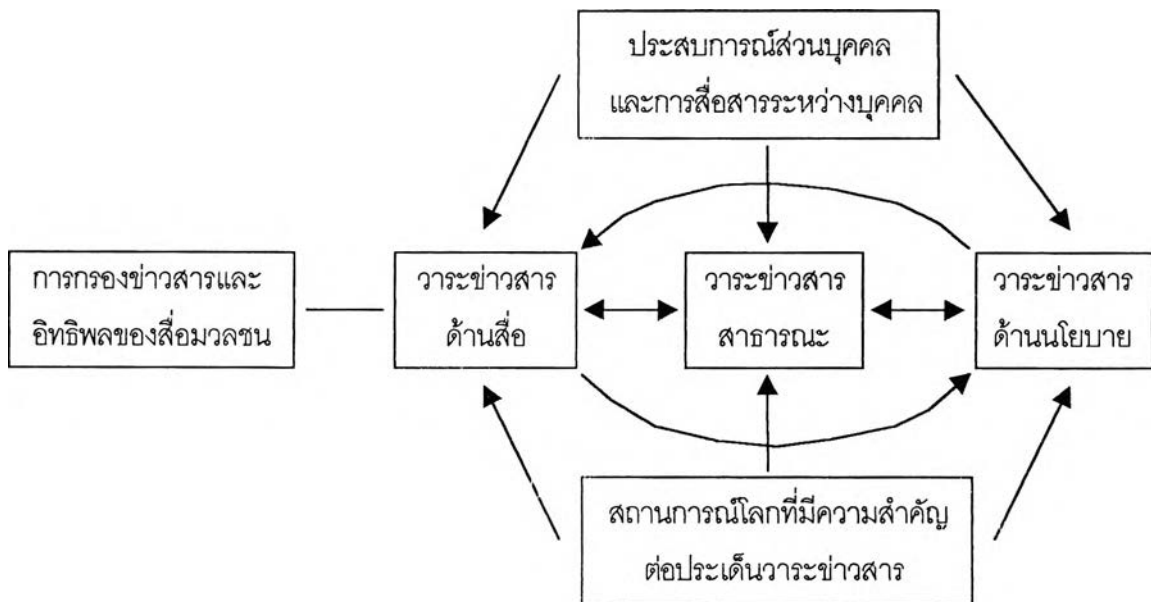 ประสบการณ์ส่วนบุคคล
และการสื่อสารระหว่างบุคคล
การกรองข่าวสารและ
อิทธิพลของสื่อมวลชน
วาระข่าวสาร
ด้านสื่อ
วาระข่าวสาร
สาธารณะ
วาระข่าวสาร
ด้านนโยบาย
สถานการณ์โลกที่มีความสำคัญ
ต่อประเด็นวาระข่าวสาร